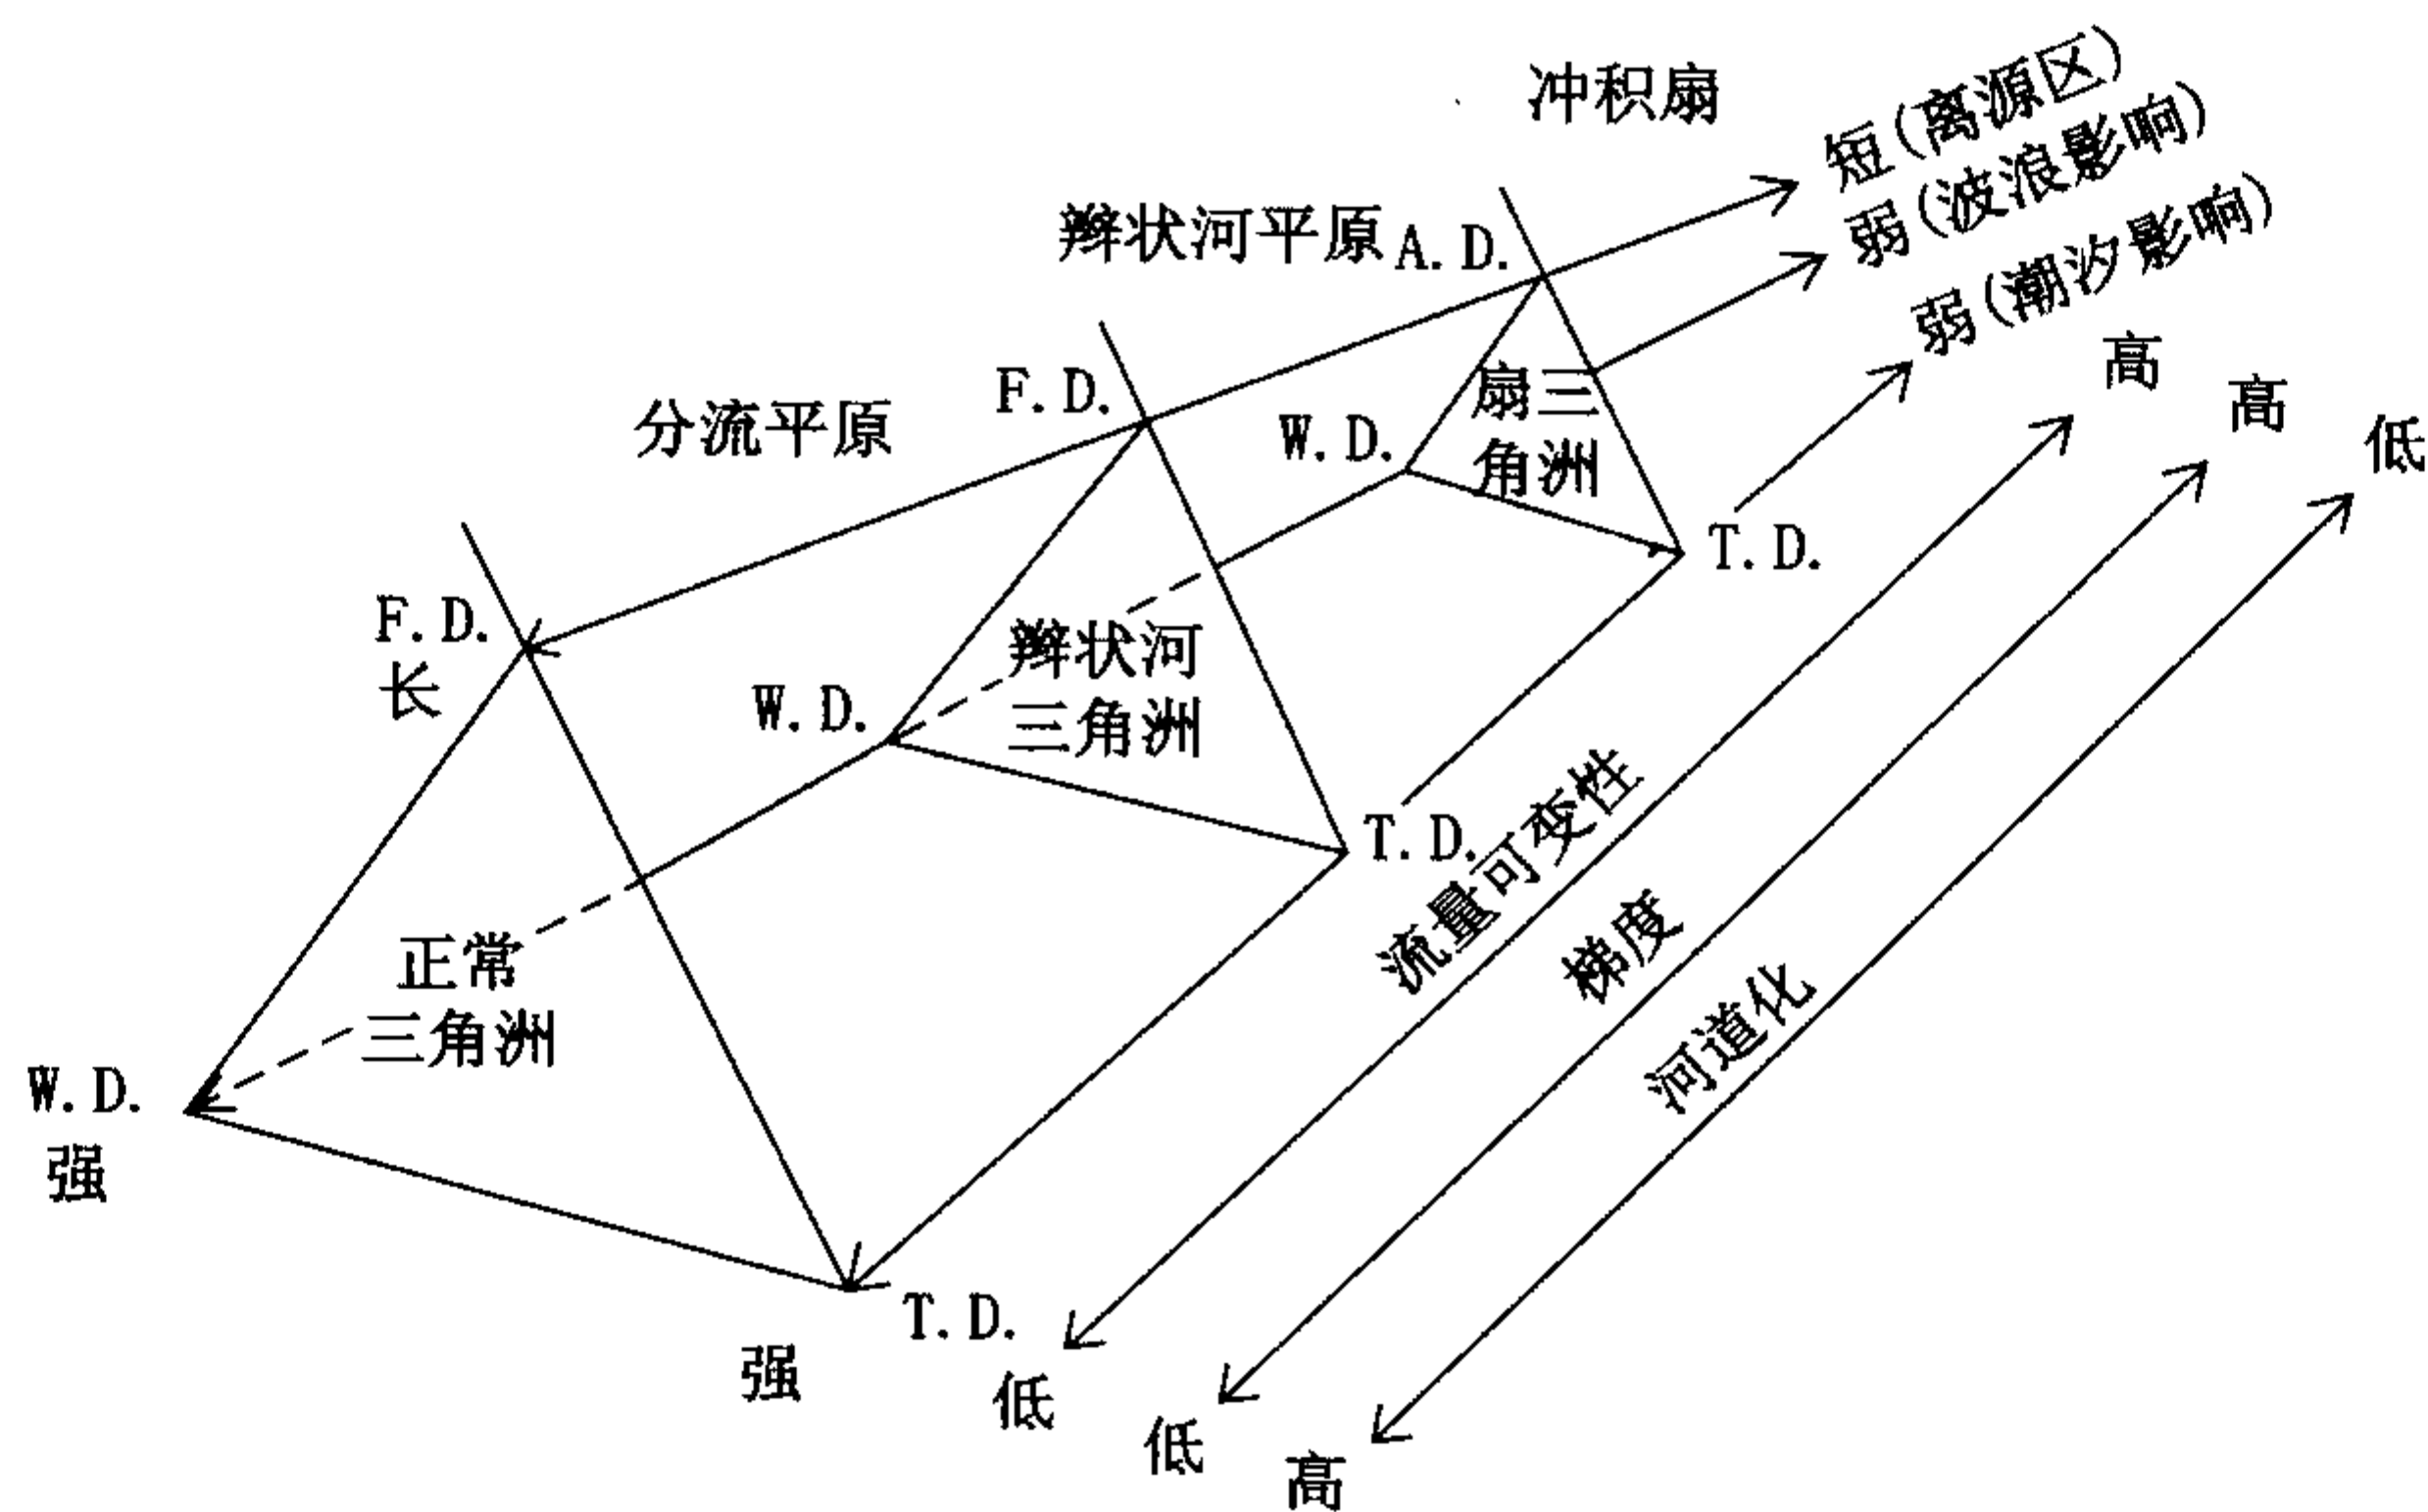 冲积扇
短(离源区)
弱(波浪影响)
弱(潮汐影响)
辫状河平原
A.D.
高
高
低
F.D.
分流平原
W.D.
扇三
角洲
T.D.
F.D.
长
W.D.
辫状河
三角洲
T.D.
流量可变性
梯度
河道化
正常
三角洲
W.D.
强
T.D.
强
低
低
高